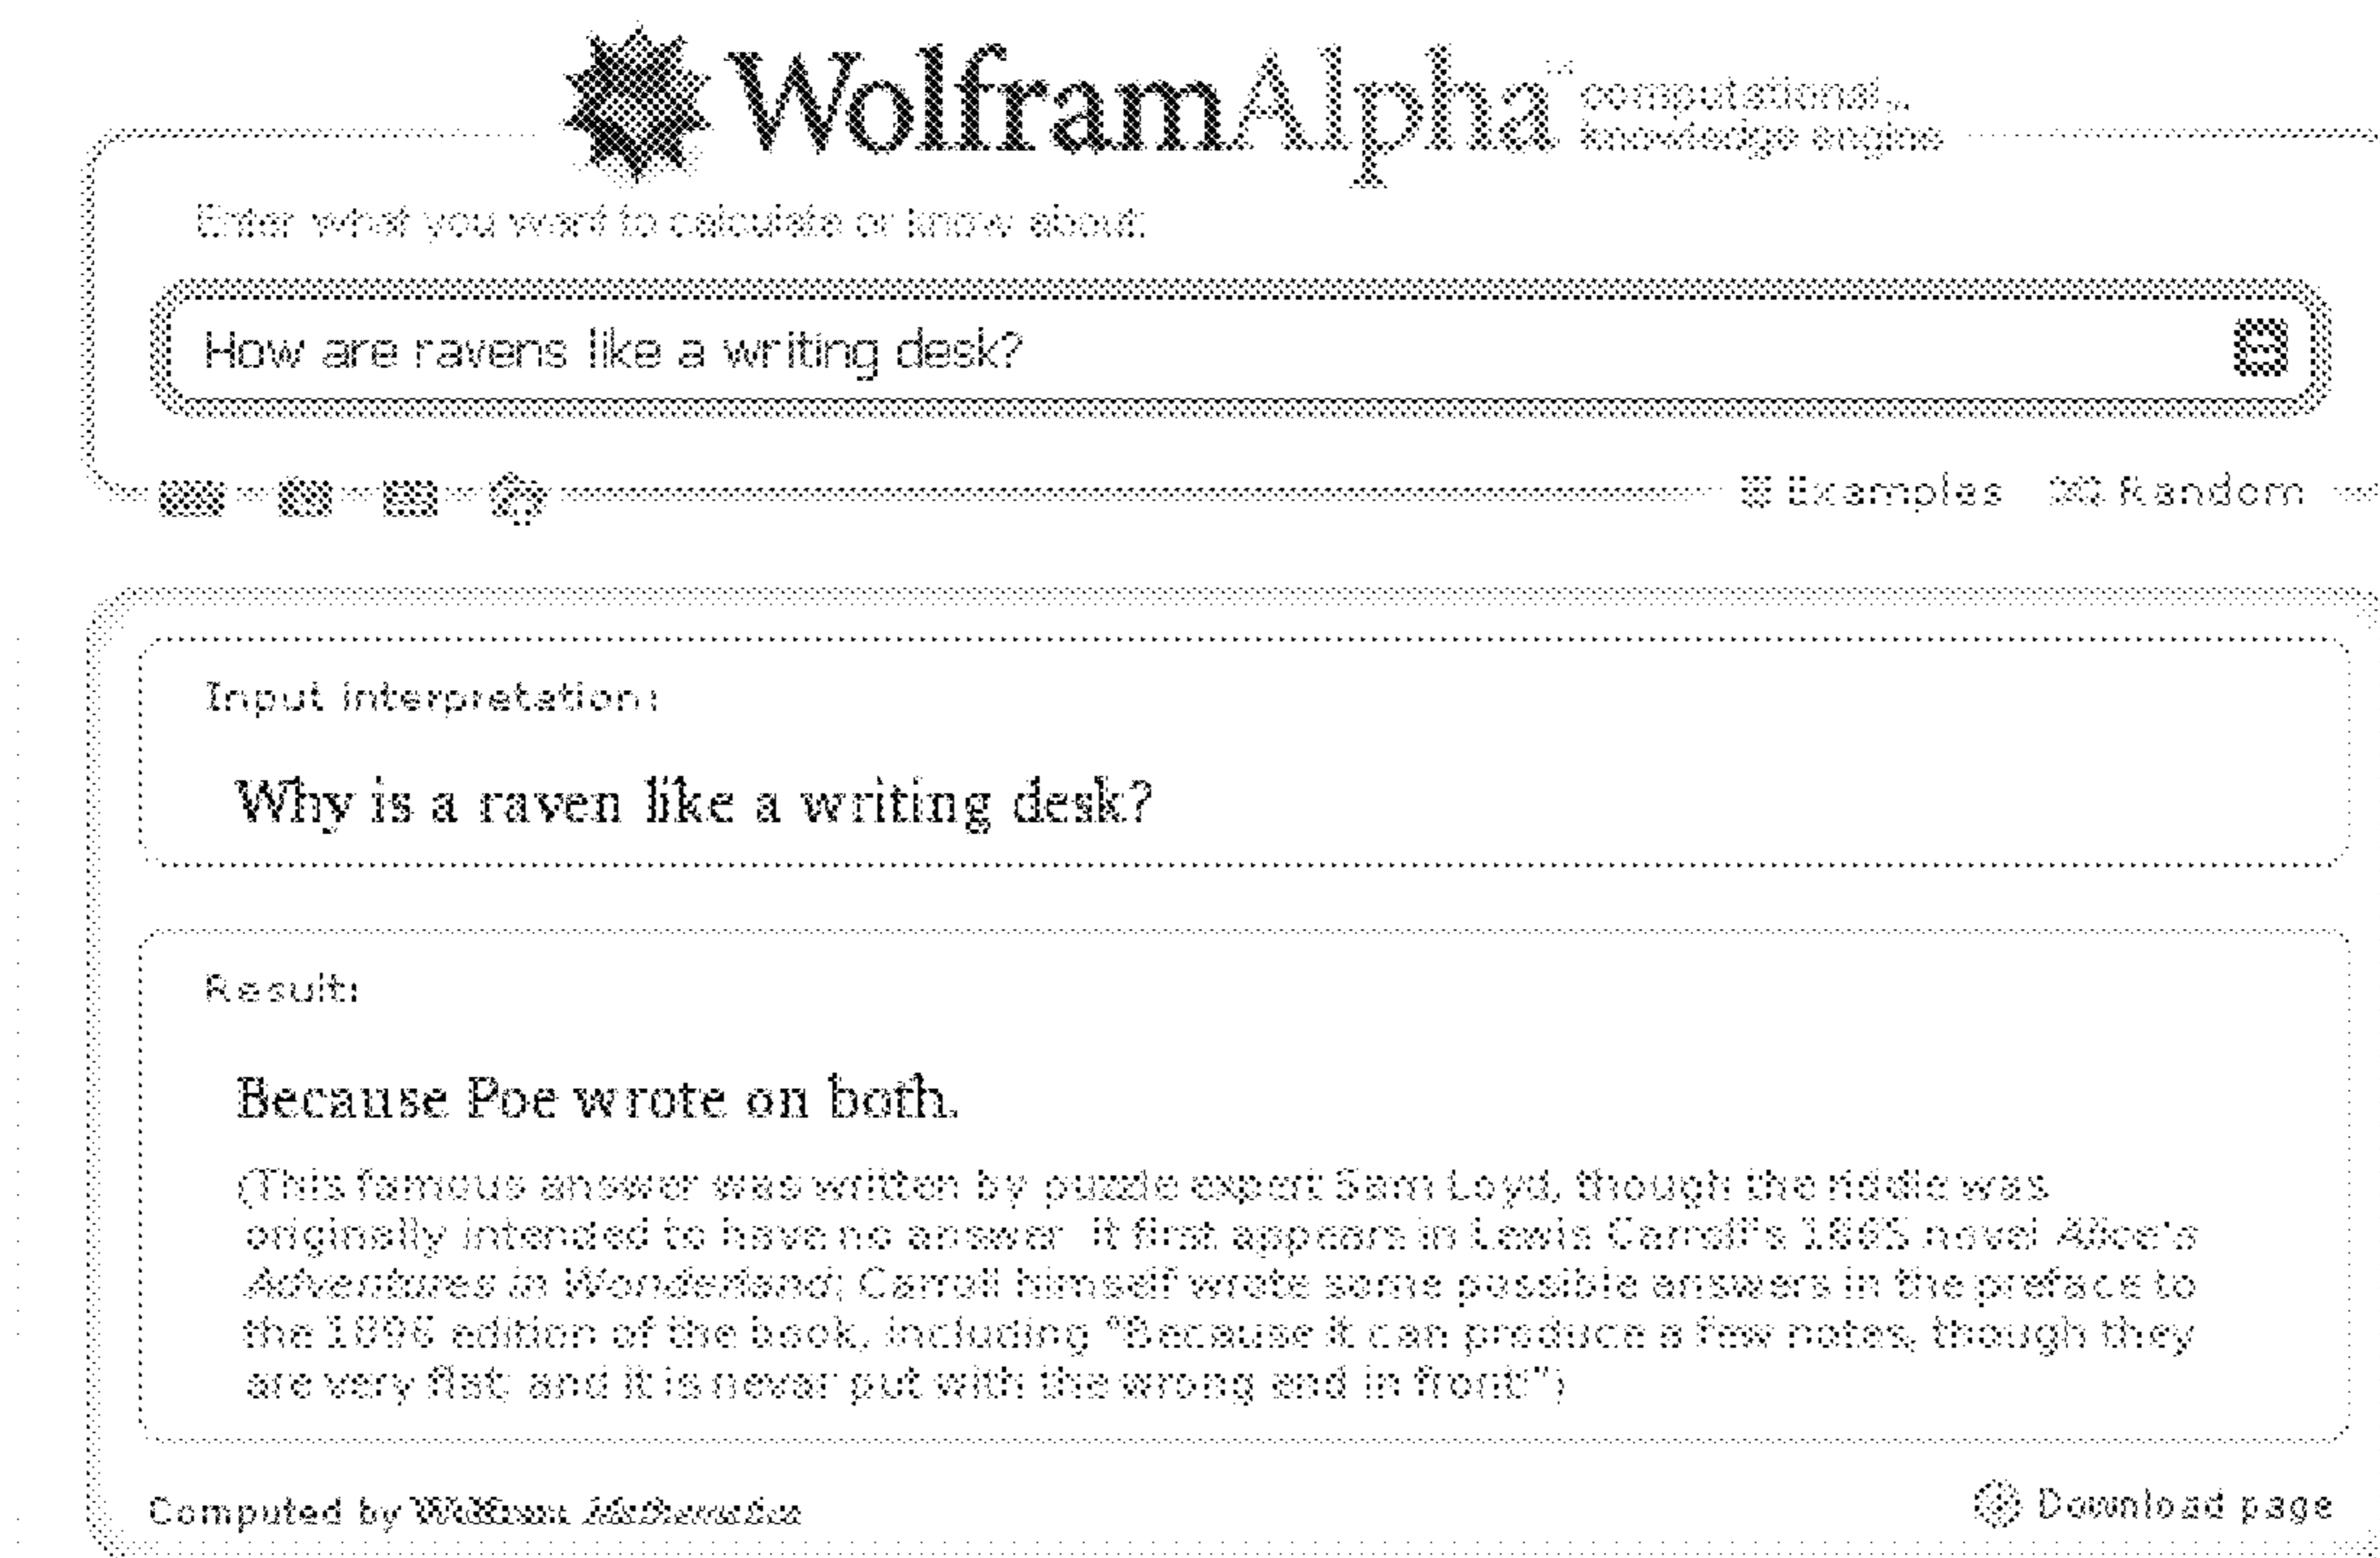 WolframAlpha™ computational™
knowledge engine
Enter what you want to calculate or know about:
How are ravens like a writing desk?
Examples Random
Input interpretation:
Why is a raven like a writing desk?
Result:
Because Poe wrote on both.
(This famous answer was written by puzzle expert Sam Loyd, though the riddle was
originally intended to have no answer. It first appears in Lewis Carroll's 1865 novel Alice's
Adventures in Wonderland; Carroll himself wrote some possible answers in the preface to
the 1896 edition of the book, including "Because it can produce a few notes, though they
are very flat; and it is nevar put with the wrong end in front!")
Computed by Wolfram Mathematica
Download page